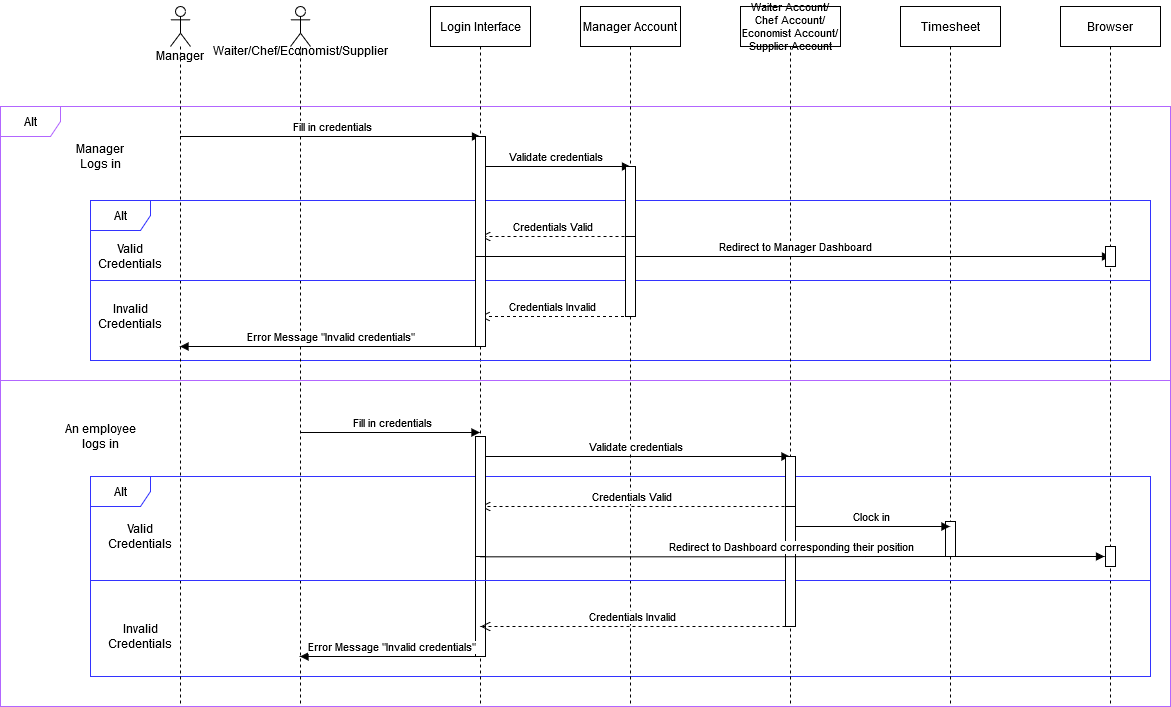 Manager
Waiter/Chef/Economist/Supplier
Login Interface
Manager Account
Waiter Account/
Chef Account/
Economist Account/
Supplier Account
Timesheet
Browser
Alt
Manager
Logs in
Fill in credentials
Validate credentials
Alt
Valid
Credentials
Credentials Valid
Redirect to Manager Dashboard
Invalid
Credentials
Credentials Invalid
Error Message "Invalid credentials"
An employee
logs in
Fill in credentials
Validate credentials
Alt
Valid
Credentials
Credentials Valid
Clock in
Redirect to Dashboard corresponding their position
Invalid
Credentials
Credentials Invalid
Error Message "Invalid credentials"